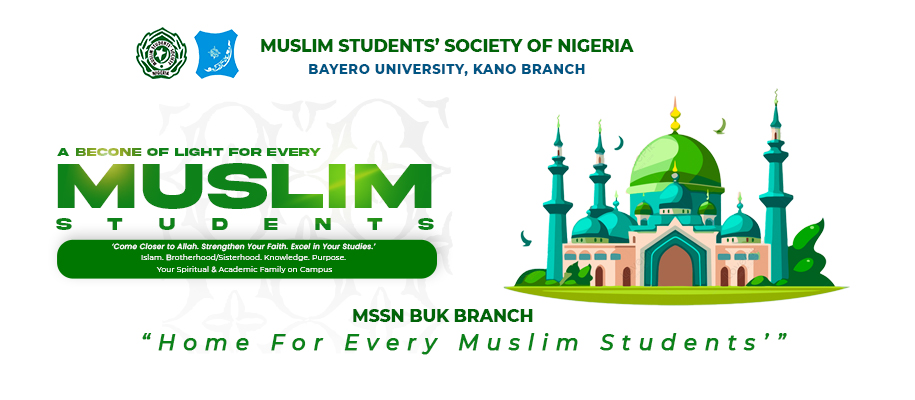 MUSLIM STUDENTS' SOCIETY OF NIGERIA
BAYERO UNIVERSITY, KANO BRANCH
A BECONE OF LIGHT FOR EVERY
MUSLIM
STUDENTS
'Come Closer to Allah. Strengthen Your Faith. Excel in Your Studies.'
Islam. Brotherhood/Sisterhood. Knowledge. Purpose.
Your Spiritual & Academic Family on Campus
MSSN BUK BRANCH
“Home For Every Muslim Students'”